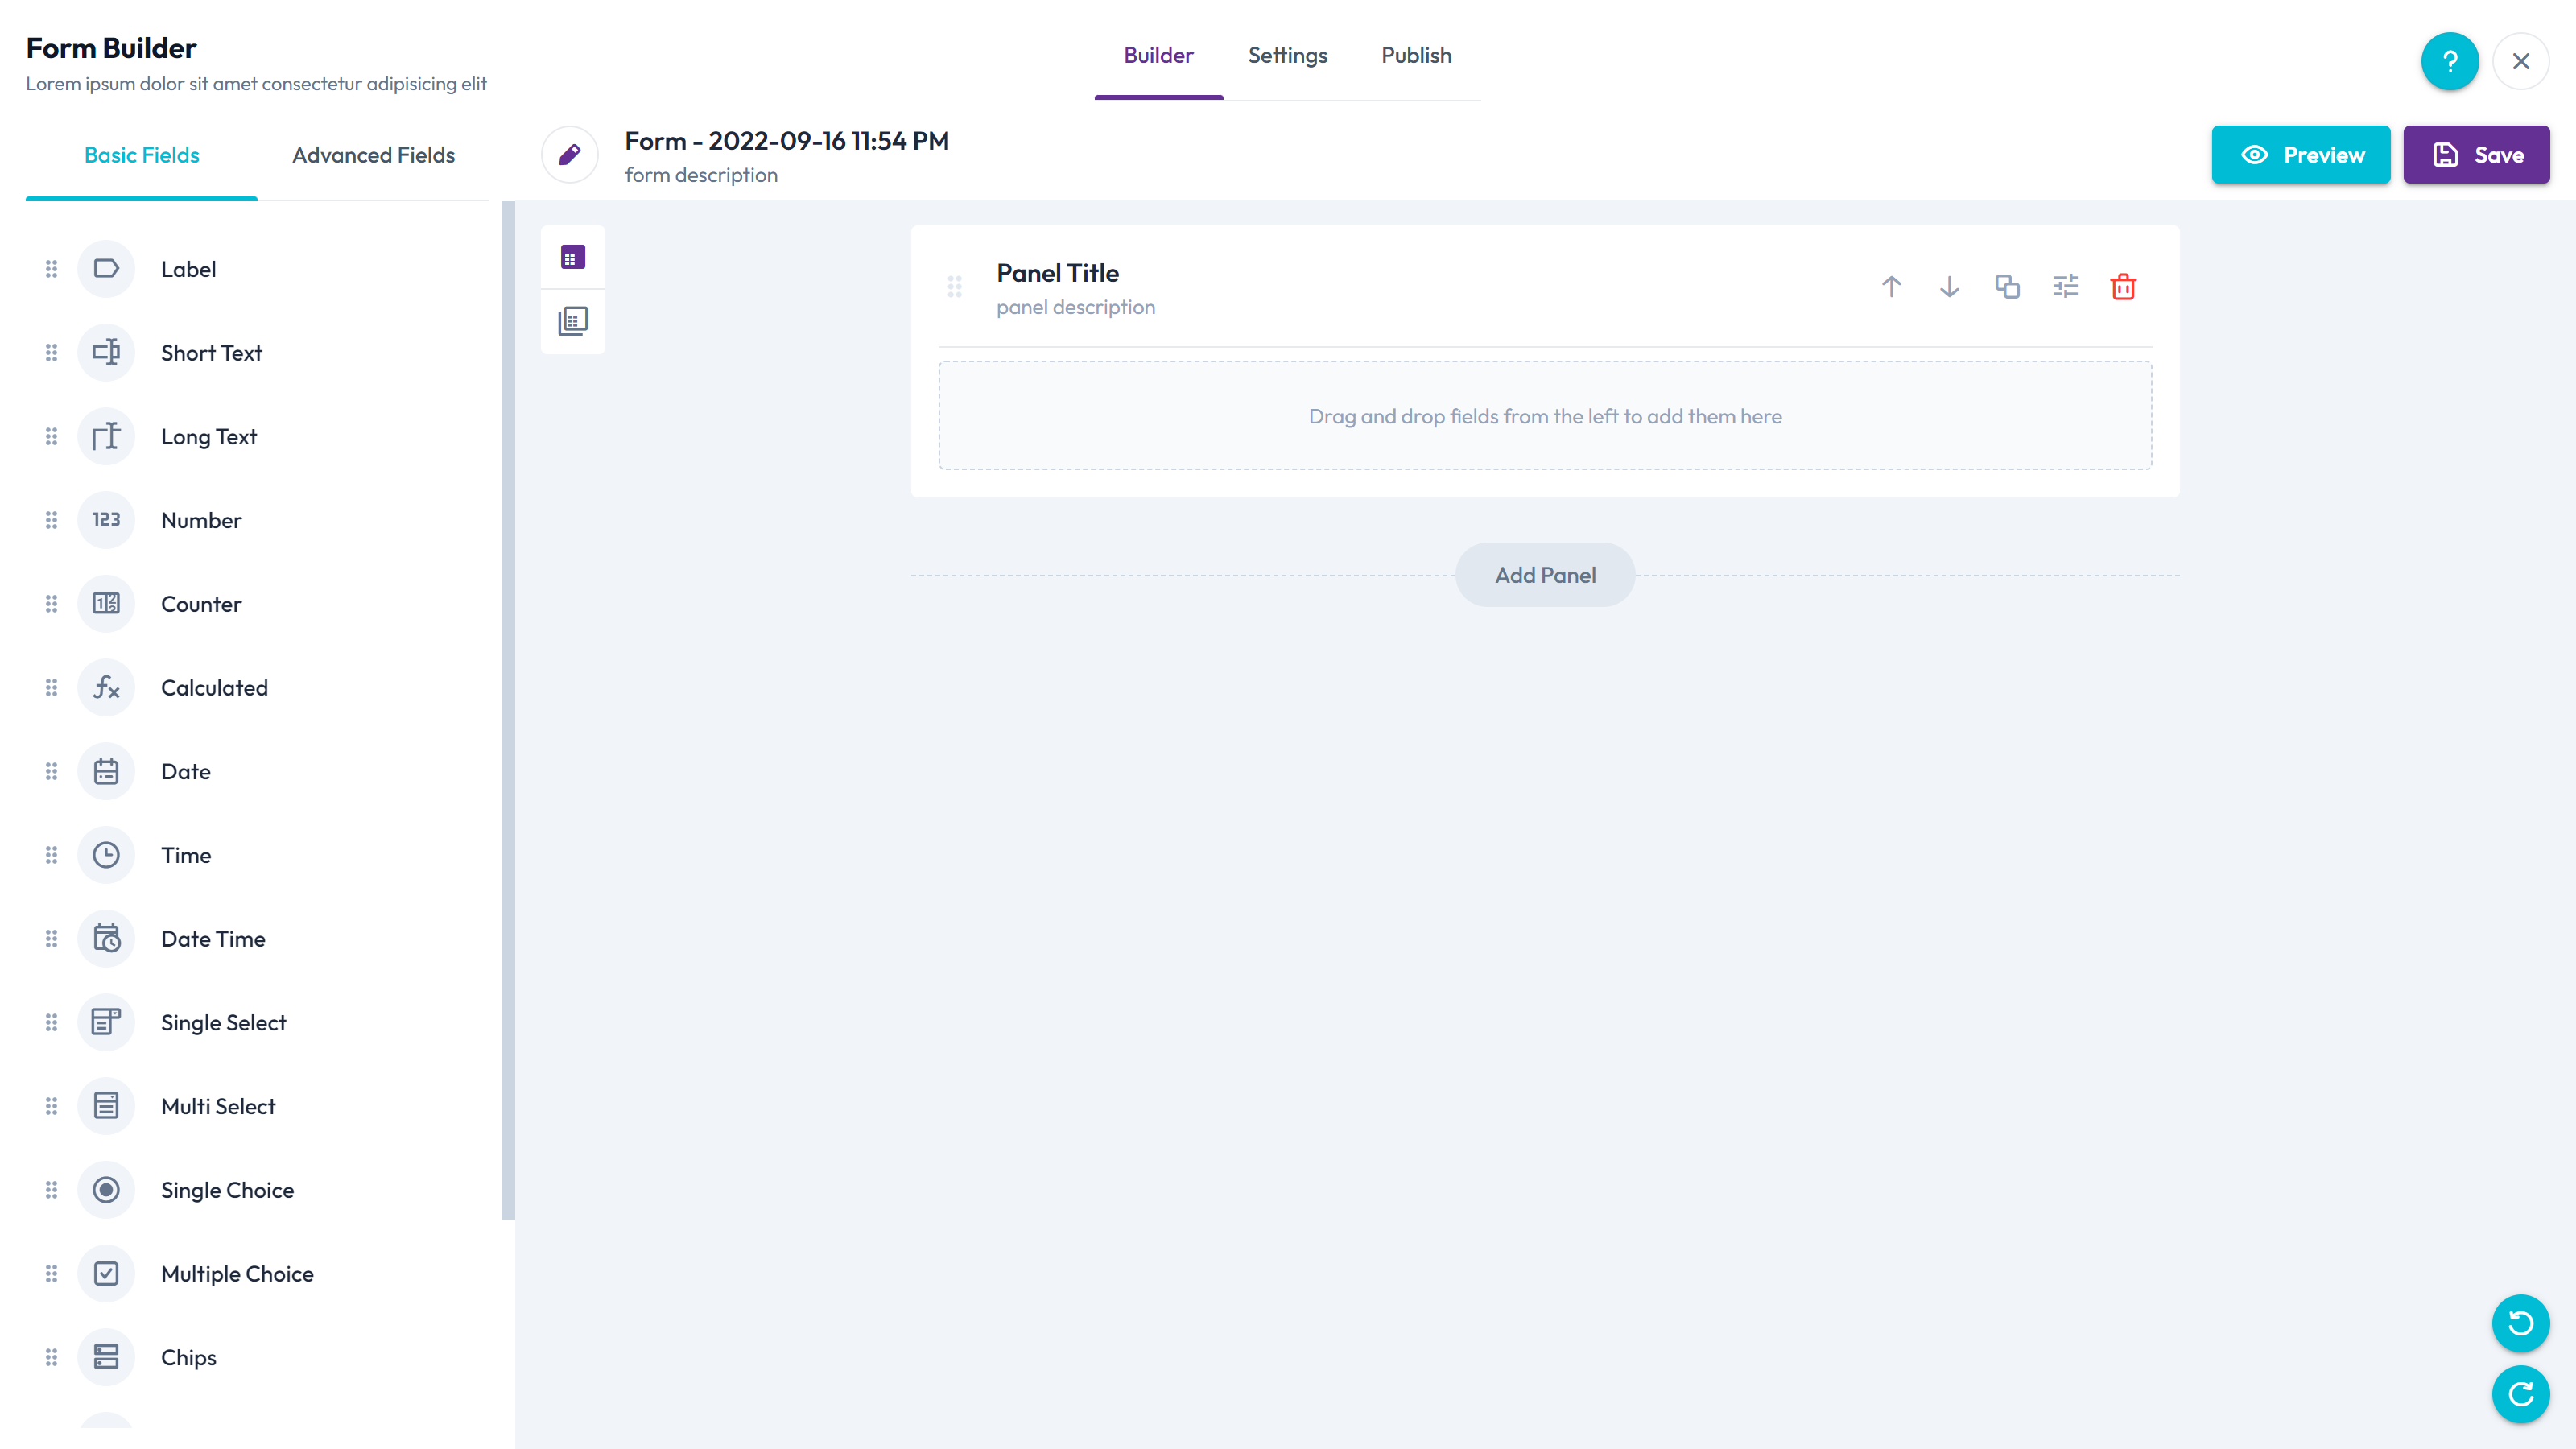 Form Builder
Lorem ipsum dolor sit amet consectetur adipisicing elit
Builder
Settings
Publish
?
Basic Fields
Advanced Fields
Form - 2022-09-16 11:54 PM
form description
Preview
Save
Label
Short Text
Long Text
123
Number
Counter
Calculated
Date
Time
Date Time
Single Select
Multi Select
Single Choice
Multiple Choice
Chips
Panel Title
panel description
Drag and drop fields from the left to add them here
Add Panel